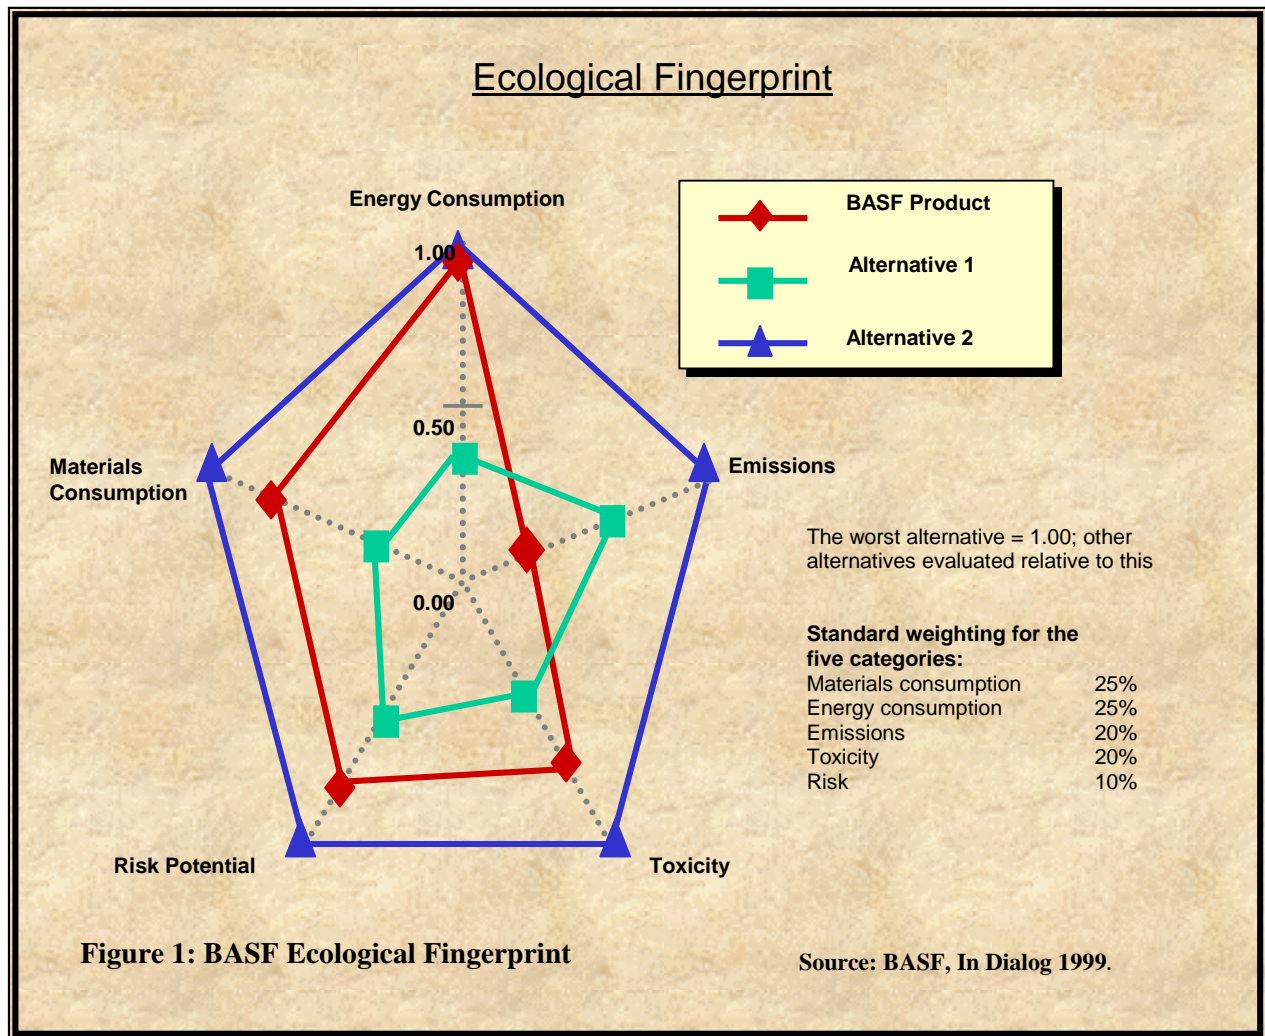 Ecological Fingerprint
Energy Consumption
BASF Product
Alternative 1
Alternative 2
1.00
0.50
0.00
Materials
Consumption
Emissions
The worst alternative = 1.00; other
alternatives evaluated relative to this
Standard weighting for the
five categories:
Materials consumption 25%
Energy consumption 25%
Emissions 20%
Toxicity 20%
Risk 10%
Risk Potential
Toxicity
Figure 1: BASF Ecological Fingerprint
Source: BASF, In Dialog 1999.